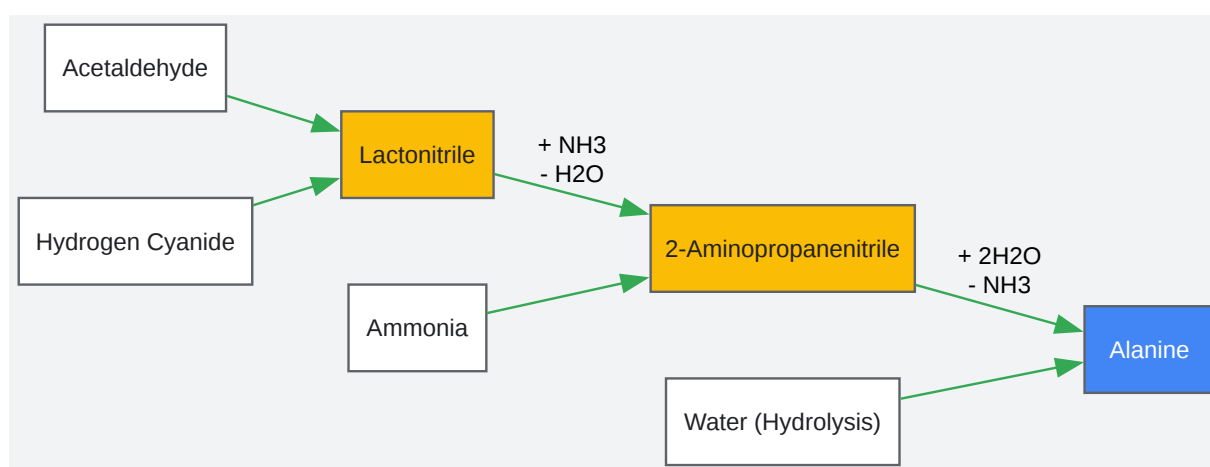 Acetaldehyde
Hydrogen Cyanide
Lactonitrile
+ NH3
- H2O
Ammonia
2-Aminopropanenitrile
+ 2H2O
- NH3
Water (Hydrolysis)
Alanine